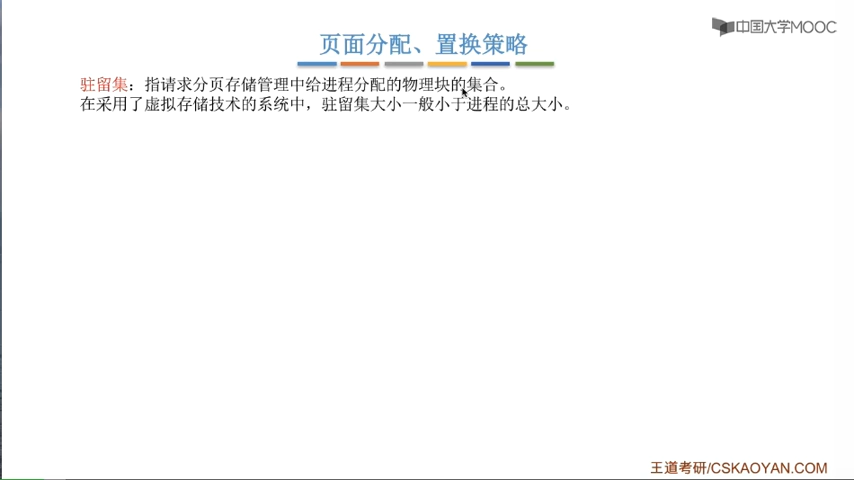 中国大学MOOC
页面分配、置换策略
驻留集：指请求分页存储管理中给进程分配的物理块的集合。
在采用了虚拟存储技术的系统中，驻留集大小一般小于进程的总大小。
王道考研/CSKAOYAN.COM